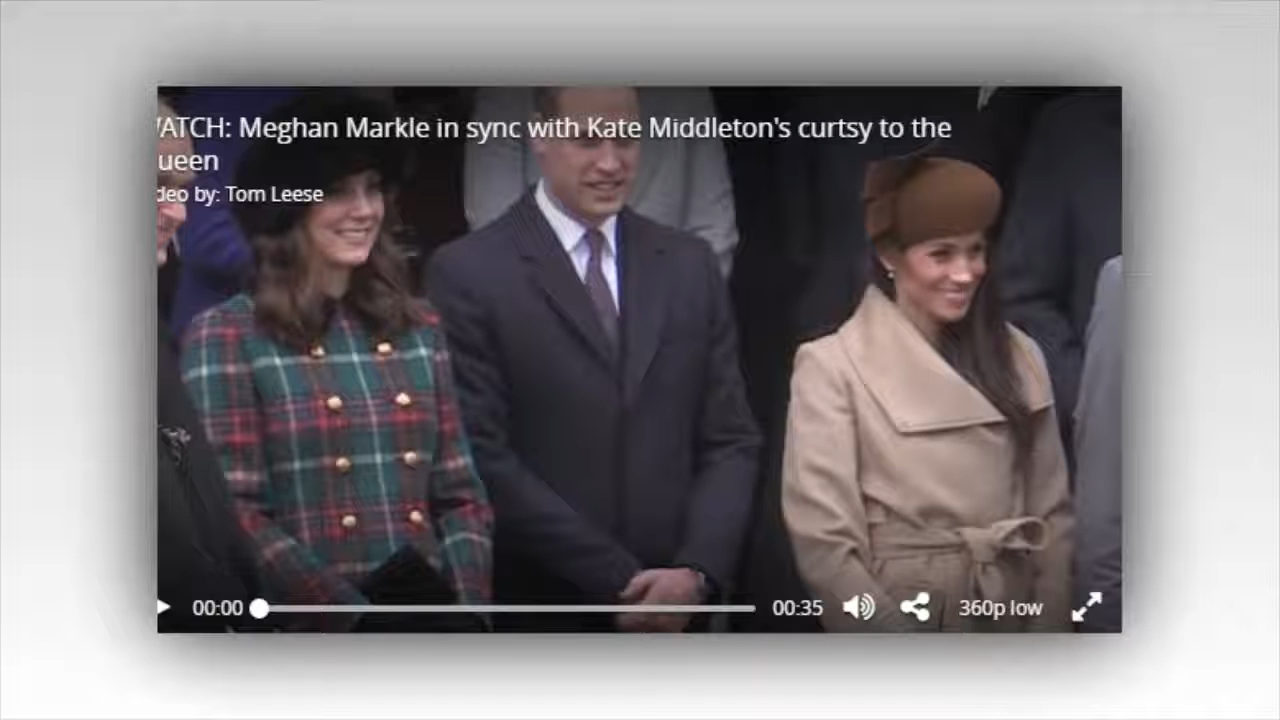 ATCH: Meghan Markle in sync with Kate Middleton's curtsy to the
ueen
deo by: Tom Leese
00:00
00:35
360p low